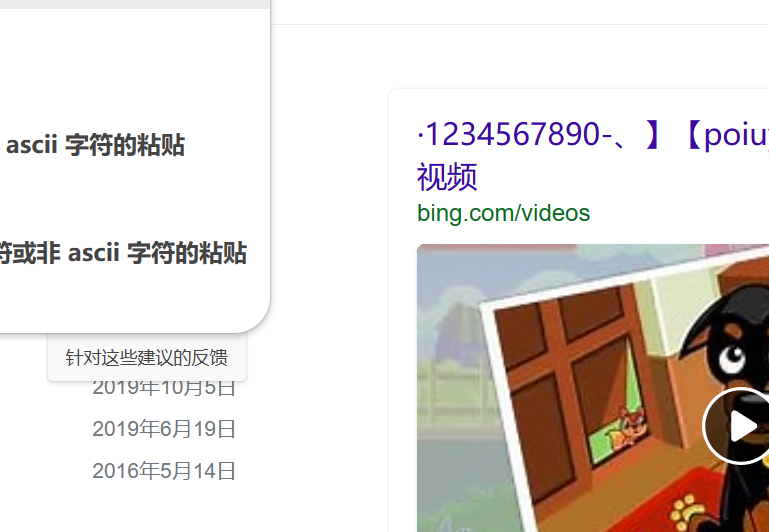 ascii 字符的粘贴
符或非 ascii 字符的粘贴
针对这些建议的反馈
2019年10月5日
2019年6月19日
2016年5月14日
·1234567890-、】【poiuy
视频
bing.com/videos